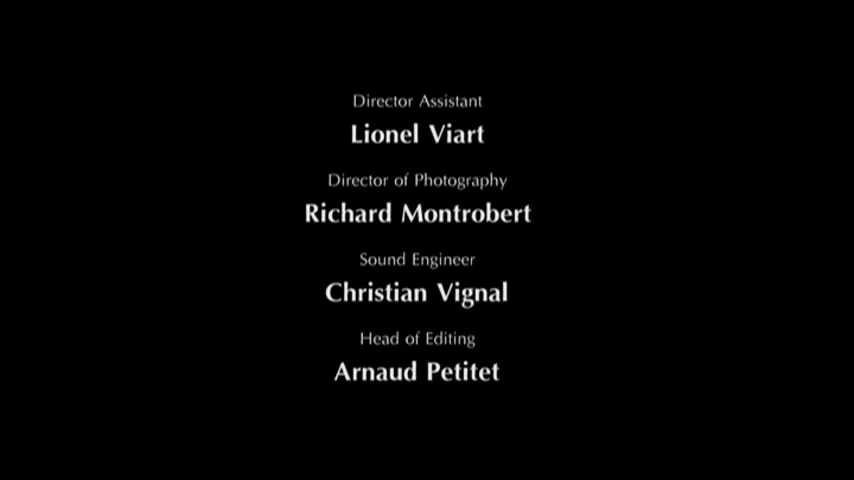 Director Assistant
Lionel Viart
Director of Photography
Richard Montrobert
Sound Engineer
Christian Vignal
Head of Editing
Arnaud Petitet